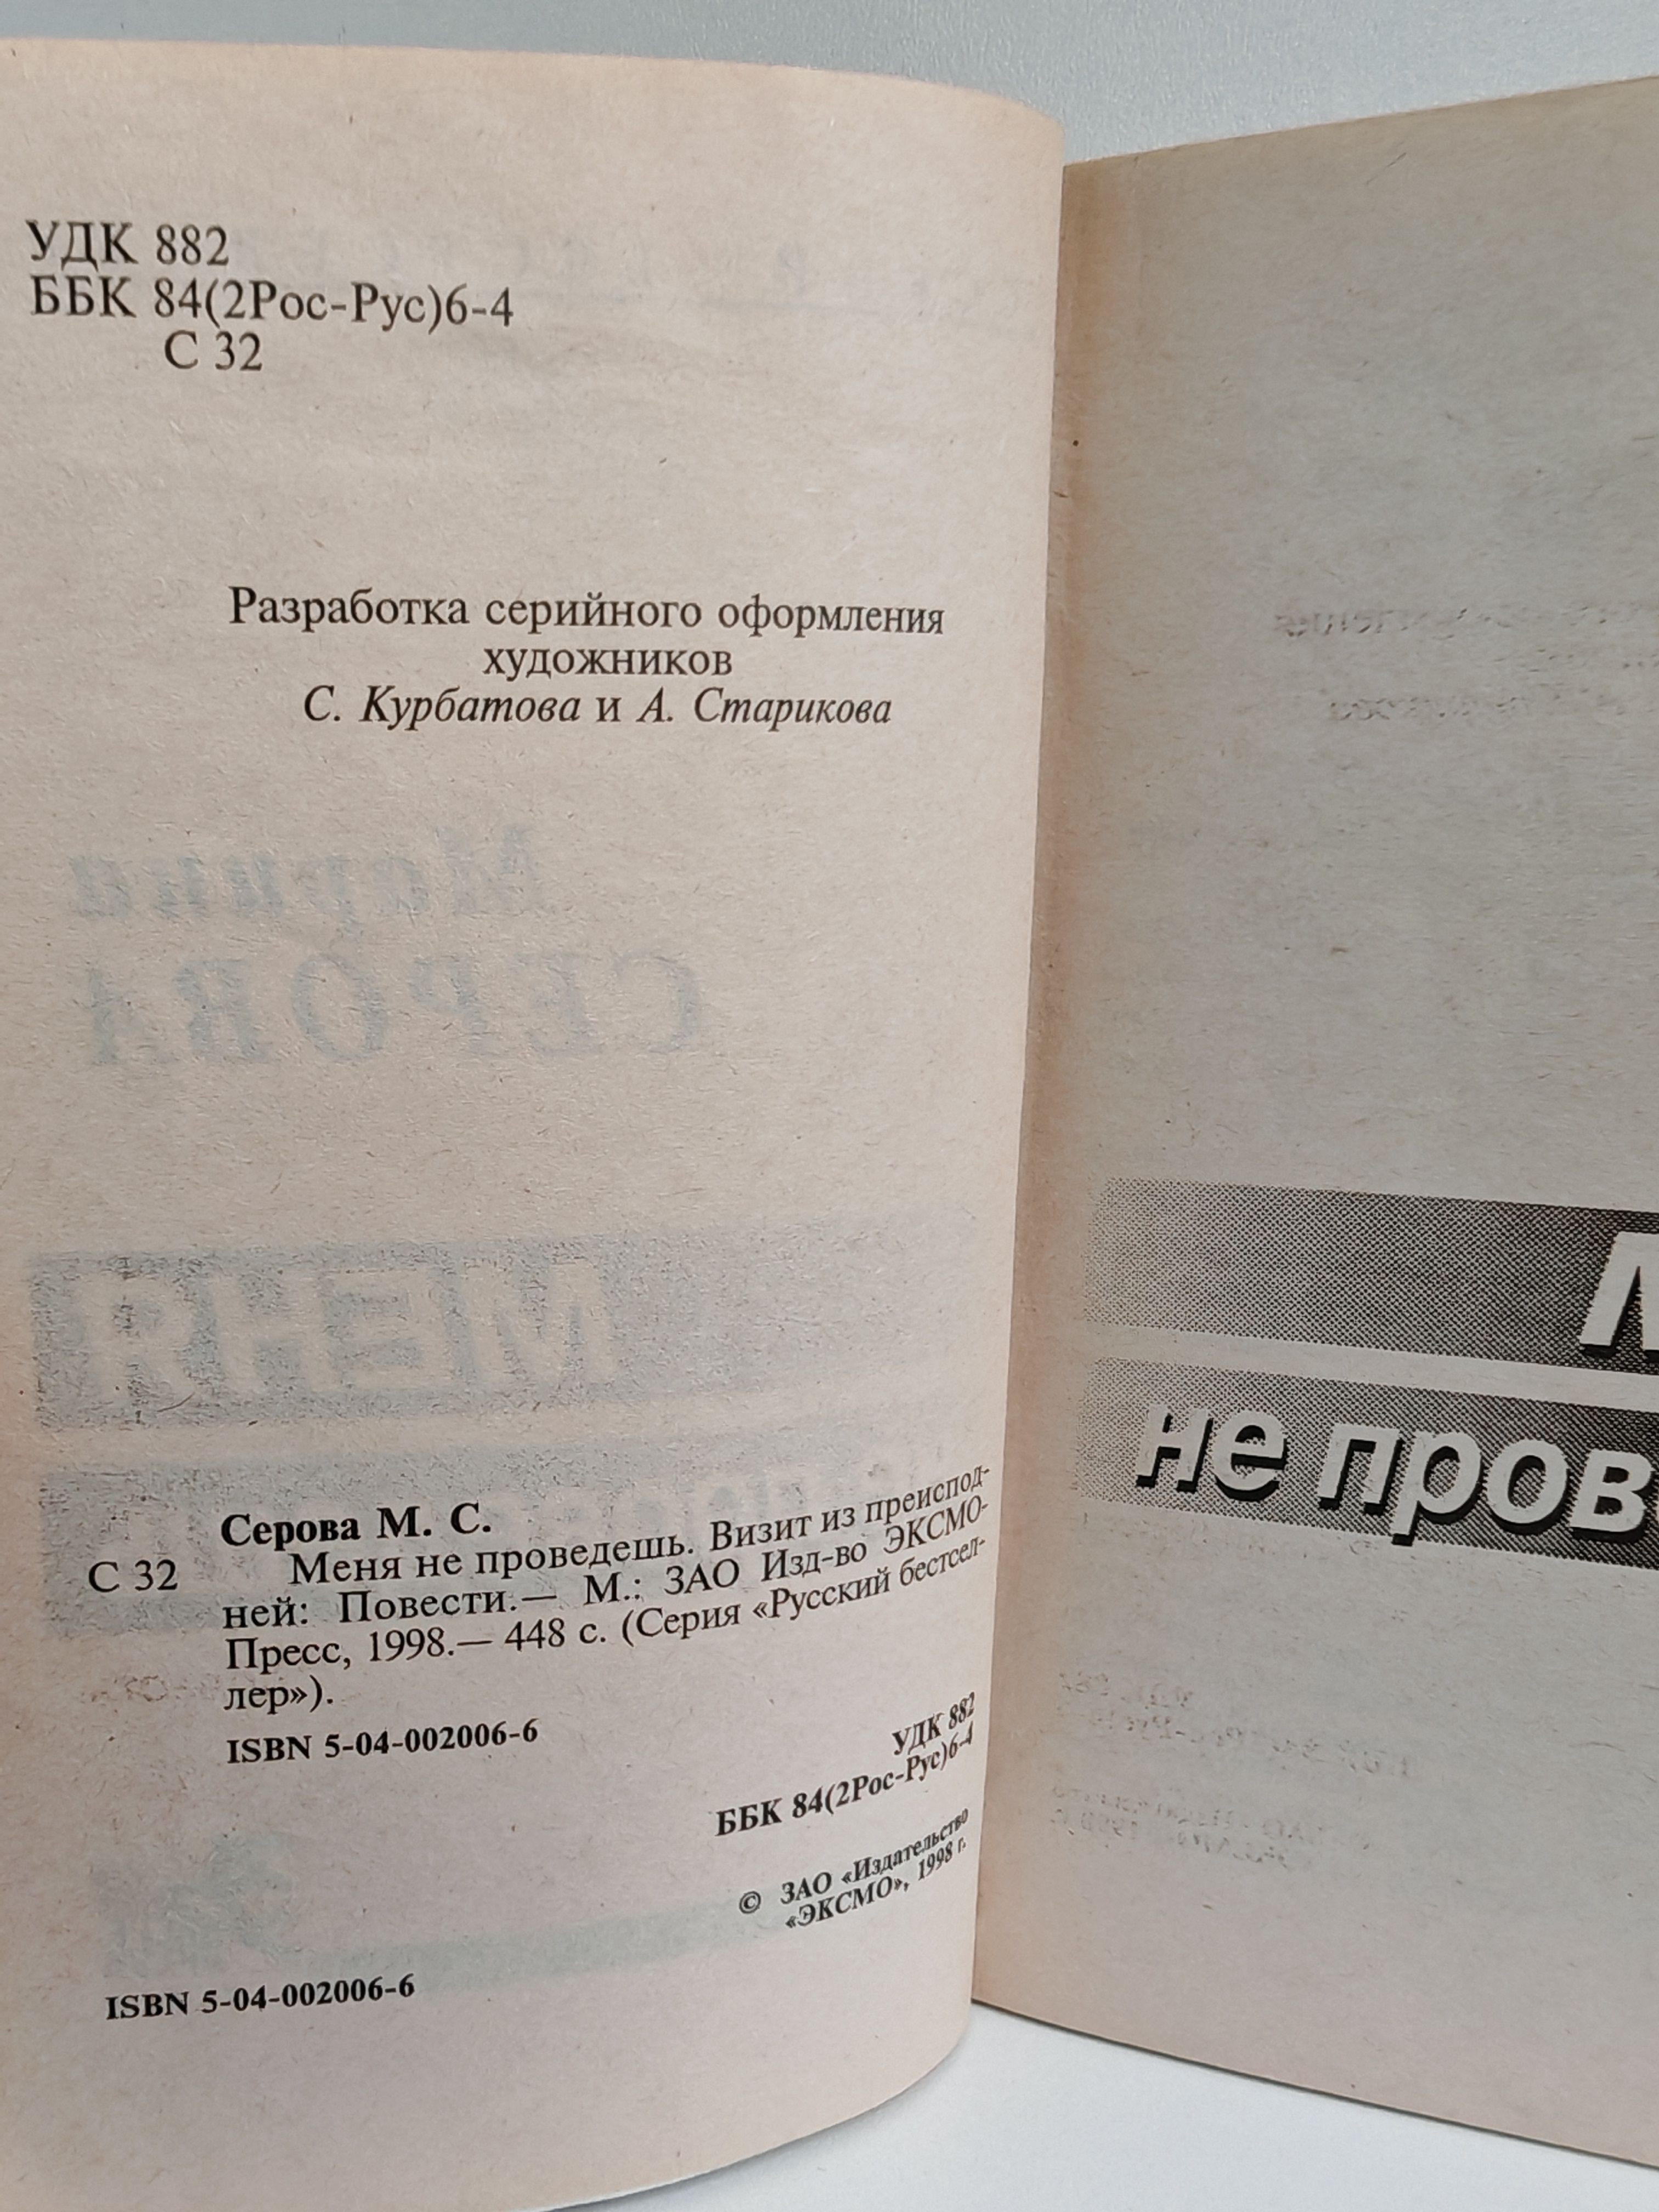 УДК 882
ББК 84(2Рос-Рус)6-4
С 32
Разработка серийного оформления
художников
С. Курбатова и А. Старикова
Марина
СЕРОВА
МЕНЯ
Серова М. С.
С 32 Меня не проведешь. Визит из преиспод-
ней: Повести.— М.: ЗАО Изд-во ЭКСМО-
Пресс, 1998.— 448 с. (Серия «Русский бестсел-
лер»).
ISBN 5-04-002006-6
УДК 882
ББК 84(2Рос-Рус)6-4
© ЗАО «Издательство
«ЭКСМО», 1998 г.
ISBN 5-04-002006-6
М
не пров